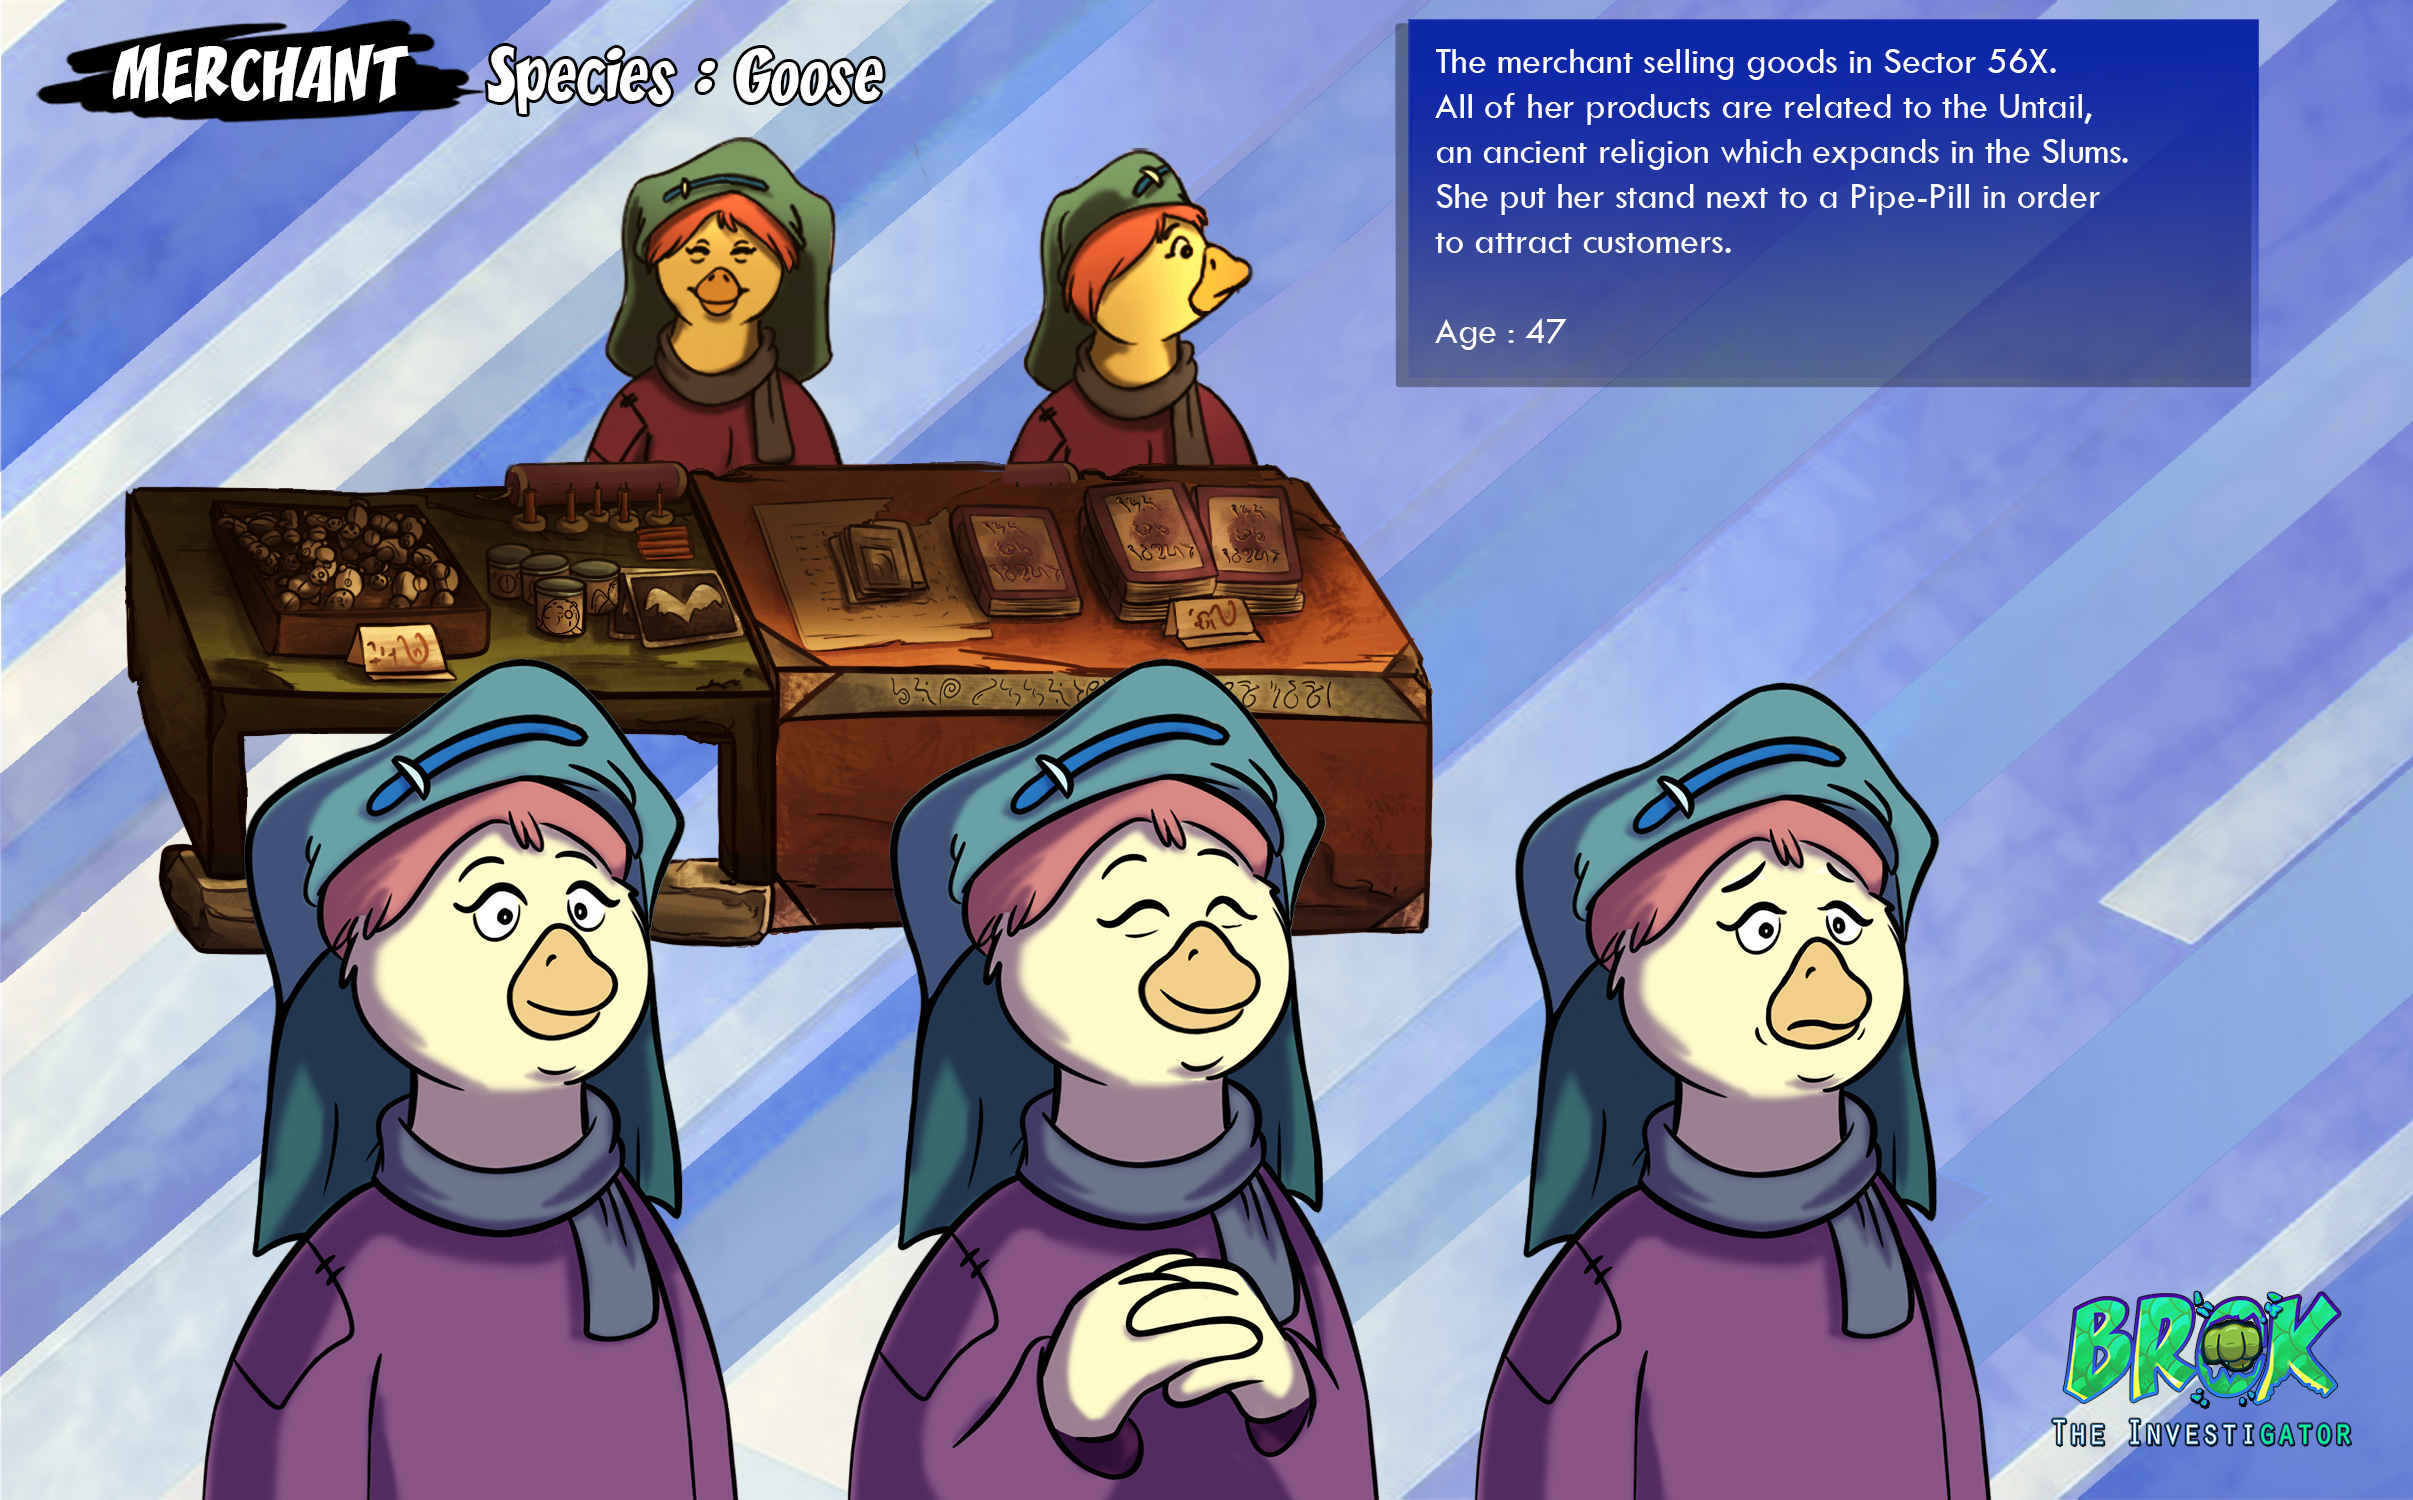 MERCHANT
Species : Goose
The merchant selling goods in Sector 56X.
All of her products are related to the Untail,
an ancient religion which expands in the Slums.
She put her stand next to a Pipe-Pill in order
to attract customers.
Age : 47
BROK
THE INVESTIGATOR